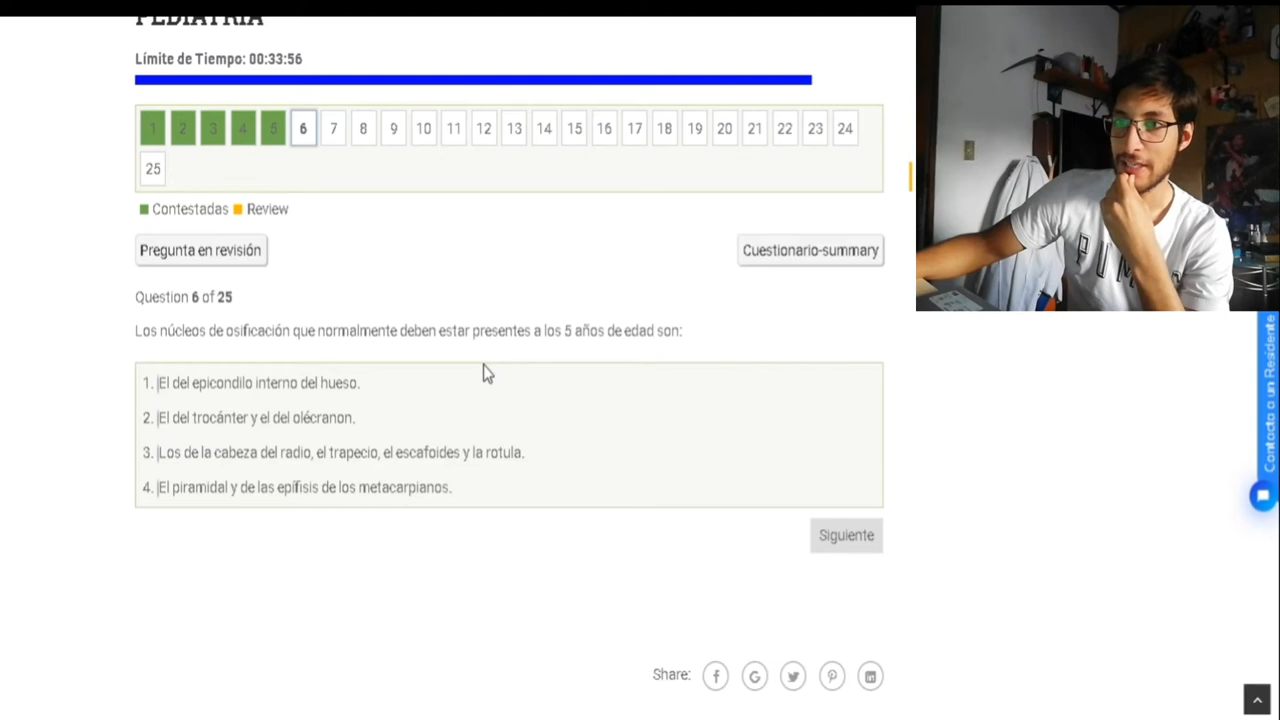 PEDIATRÍA
Límite de Tiempo: 00:33:56
1 2 3 4 5 6 7 8 9 10 11 12 13 14 15 16 17 18 19 20 21 22 23 24
25
Contestadas Review
Pregunta en revisión Cuestionario-summary
Question 6 of 25
Los núcleos de osificación que normalmente deben estar presentes a los 5 años de edad son:
1. El del epicondilo interno del hueso.
2. El del trocánter y el del olécranon.
3. Los de la cabeza del radio, el trapecio, el escafoides y la rotula.
4. El piramidal y de las epífisis de los metacarpianos.
Siguiente
Share:
Contacto a un Residente
PUMA